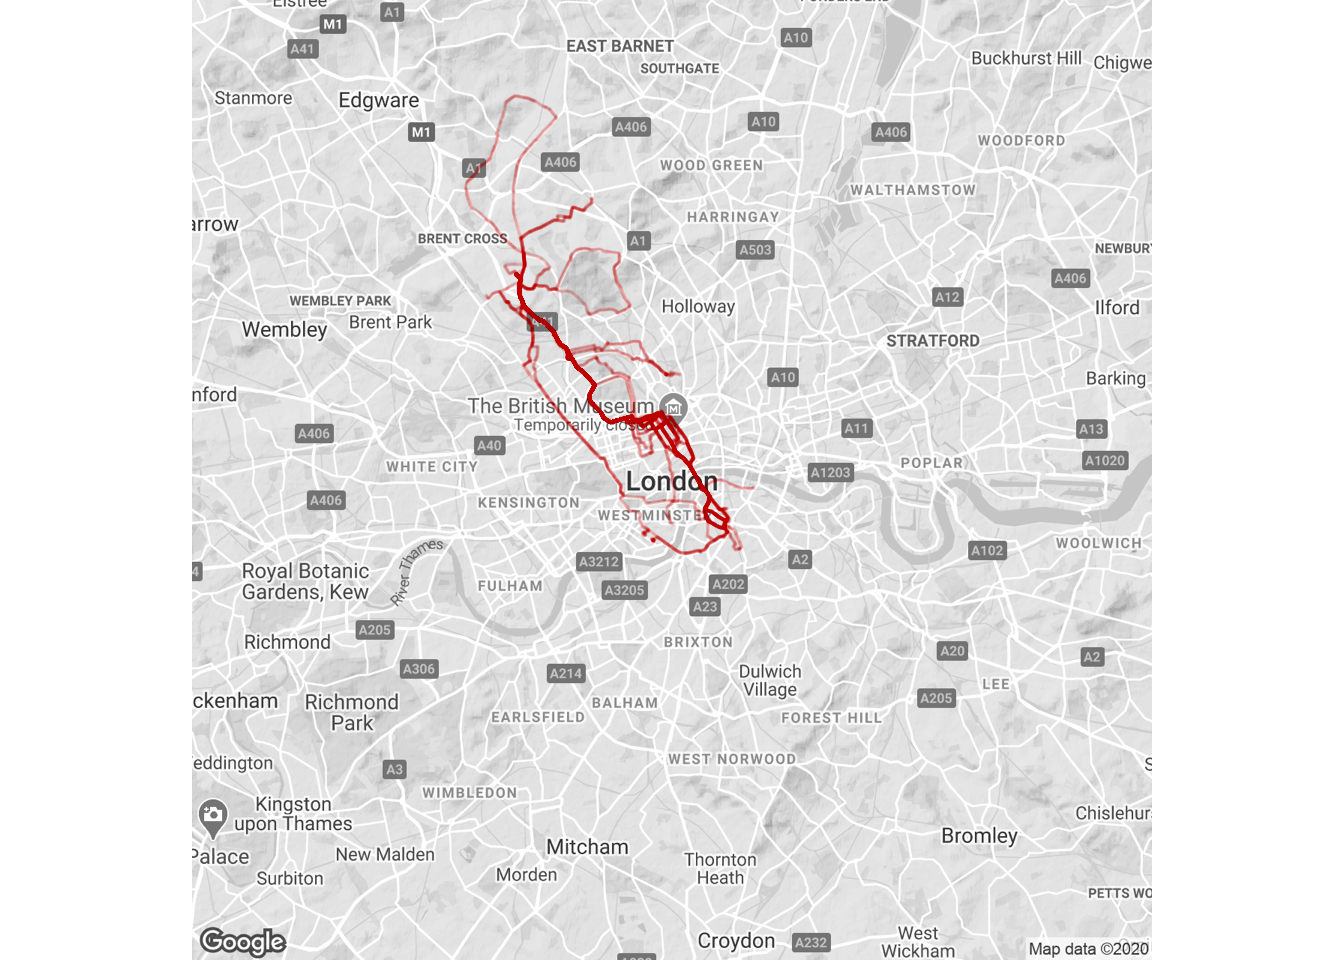 Elstree
M1
A1
A41
A10
EAST BARNET
SOUTHGATE
Buckhurst Hill
Chigwe
Stanmore
Edgware
M1
A406
A10
A406
WOODFORD
A1
A406
WOOD GREEN
WALTHAMSTOW
arrow
BRENT CROSS
HARRINGAY
A1
A503
NEWBURY
A406
WEMBLEY PARK
Brent Park
Wembley
Holloway
A12
Ilford
STRATFORD
nford
A10
Barking
The British Museum
Temporarily close
A406
A40
A11
A13
WHITE CITY
POPLAR
A1020
A1203
London
A406
KENSINGTON
WESTMINSTE
WOOLWICH
A102
River Thames
A3212
A2
4
Royal Botanic
Gardens, Kew
FULHAM
A3205
A202
A23
A205
Richmond
BRIXTON
A20
A2
A306
A214
Dulwich
Village
LEE
ckenham
Richmond
Park
BALHAM
EARLSFIELD
A205
FOREST HILL
eddington
A3
WEST NORWOOD
WIMBLEDON
Kingston
upon Thames
Chislehur
Palace
New Malden
Mitcham
Bromley
Surbiton
Morden
Thornton
Heath
PETTS WO
Croydon
A232
West
Wickham
Google
Map data ©2020